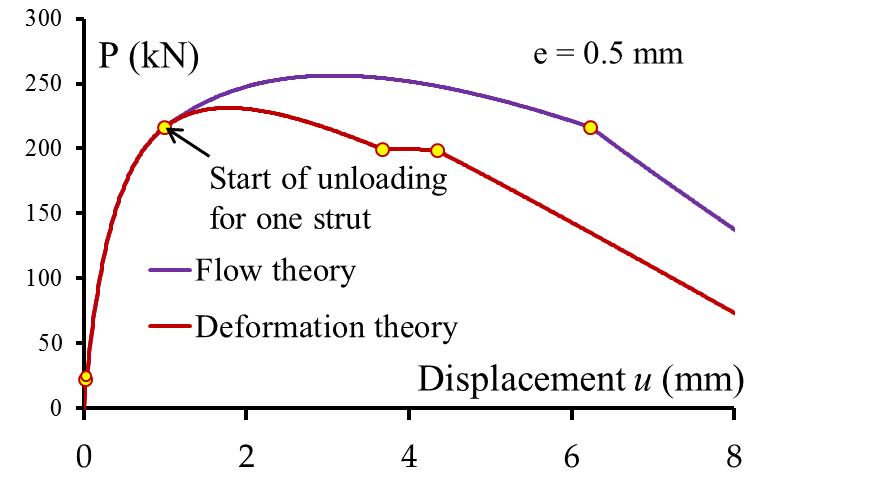 300
P (kN)
e = 0.5 mm
250
200
Start of unloading
for one strut
150
100
Flow theory
Deformation theory
50
Displacement u (mm)
0
0 2 4 6 8